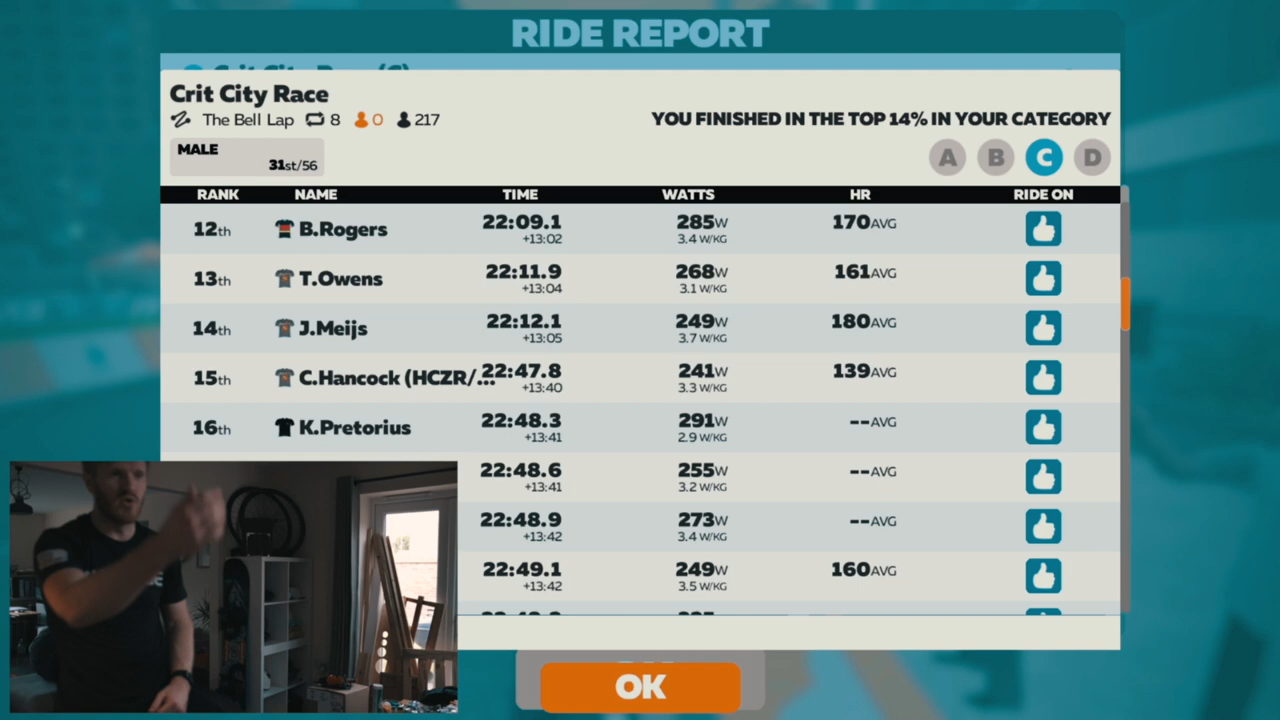 RIDE REPORT
Crit City Race
The Bell Lap 8 0 217
YOU FINISHED IN THE TOP 14% IN YOUR CATEGORY
MALE
31st/56
A B C D
RANK NAME TIME WATTS HR RIDE ON
12th B.Rogers 22:09.1 285W 170AVG
+13:02 3.4 W/KG
13th T.Owens 22:11.9 268W 161AVG
+13:04 3.1 W/KG
14th J.Meijs 22:12.1 249W 180AVG
+13:05 3.7 W/KG
15th C.Hancock (HCZR/... 22:47.8 241W 139AVG
+13:40 3.3 W/KG
16th K.Pretorius 22:48.3 291W --AVG
+13:41 2.9 W/KG
22:48.6 255W --AVG
+13:41 3.2 W/KG
22:48.9 273W --AVG
+13:42 3.4 W/KG
22:49.1 249W 160AVG
+13:42 3.5 W/KG
OK